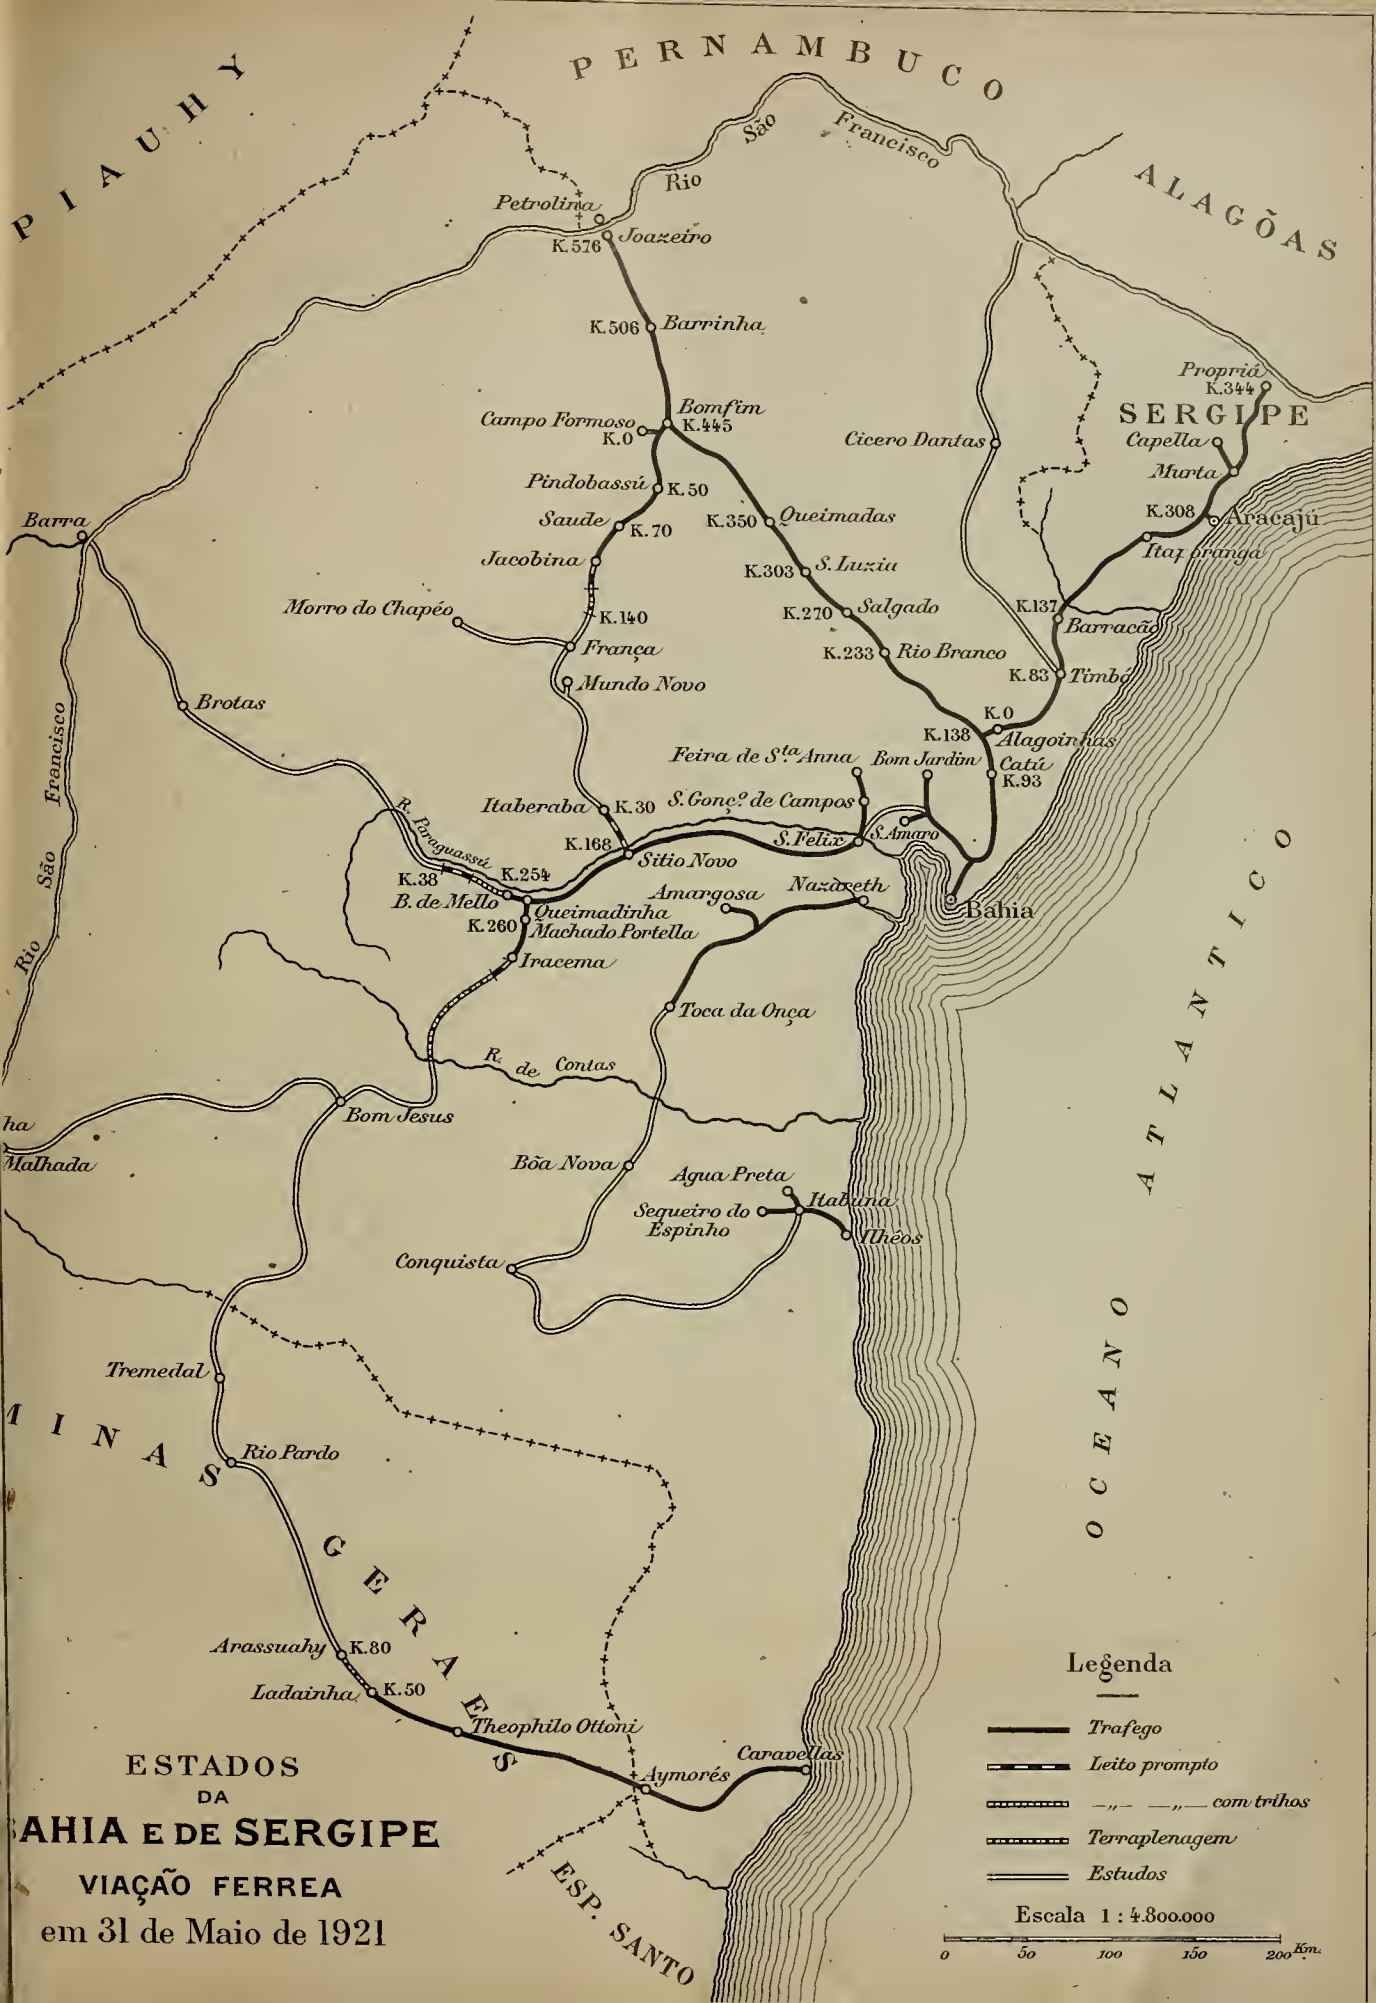 PIAUHY
PERNAMBUCO
ALAGÕAS
Rio São Francisco
Petrolina
K.576
Joazeiro
K.506
Barrinha
Propriá
K.344
SERGIPE
Campo Formoso
K.0
Bomfim
K.445
Cicero Dantas
Capella
Murta
Pindobassú
K.50
K.308
Aracajú
Barra
Saude
K.70
K.350
Queimadas
Itaporanga
Jacobina
K.303
S. Luzia
Morro do Chapéo
K.140
K.270
Salgado
K.137
Barracão
França
K.233
Rio Branco
K.83
Timbó
Mundo Novo
Brotas
K.0
K.138
Alagoinhas
Rio São Francisco
Feira de Sta. Anna
Bom Jardim
Catú
K.93
Itaberaba
K.30
S. Gonço. de Campos
R. Paraguassú
K.168
Sitio Novo
S. Felix
S. Amaro
K.38
K.254
B. de Mello
Queimadinha
K.260
Machado Portella
Amargosa
Nazareth
Bahia
Iracema
Toca da Onça
R. de Contas
Bom Jesus
ha
Malhada
Bôa Nova
Agua Preta
Itabuna
Sequeiro do
Espinho
Ilhéos
Conquista
OCEANO ATLANTICO
Tremedal
MINAS GERAES
Rio Pardo
Arassuahy
K.80
Ladainha
K.50
Theophilo Ottoni
Caravellas
Aymorés
ESP. SANTO
ESTADOS
DA
BAHIA E DE SERGIPE
VIAÇÃO FERREA
em 31 de Maio de 1921
Legenda
Trafego
Leito prompto
—„— —„— com trilhos
Terraplenagem
Estudos
Escala 1 : 4.800.000
0 50 100 150 200 Km.